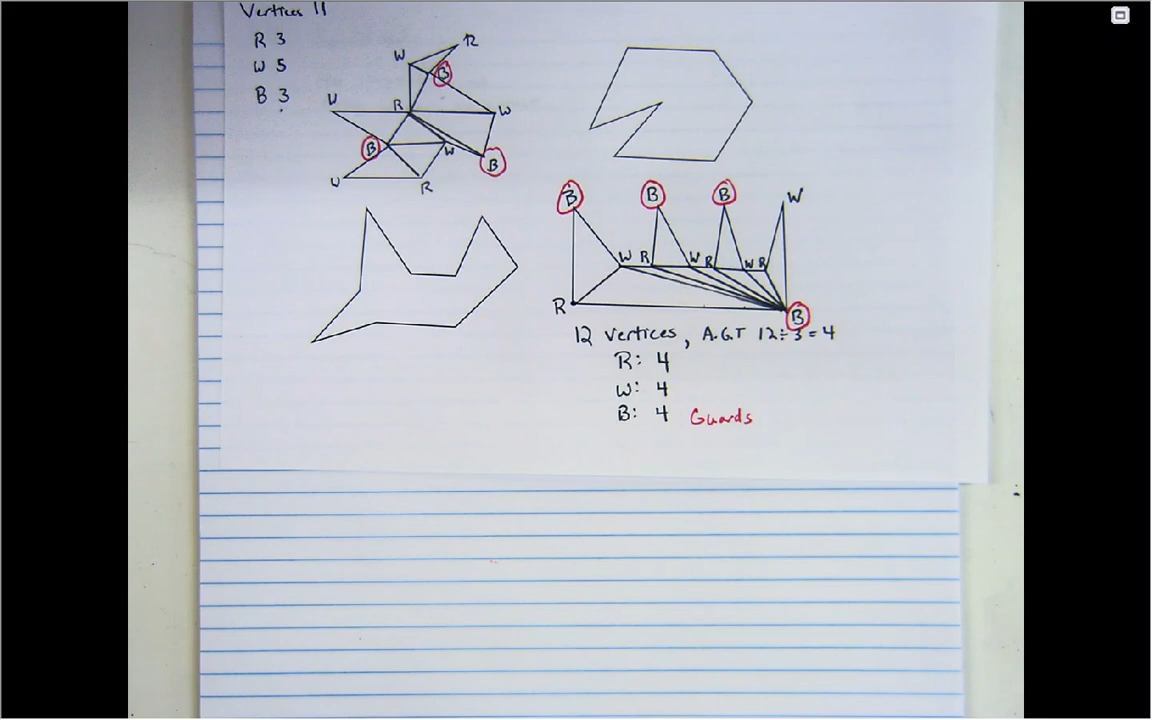 Vertices 11
R 3
W 5
B 3
R
W
B
W
R
W
B
W
B
W
R
B
B
B
W
W R W R W R
R
B
12 vertices, A.G.T 12÷3=4
R: 4
W: 4
B: 4 Guards